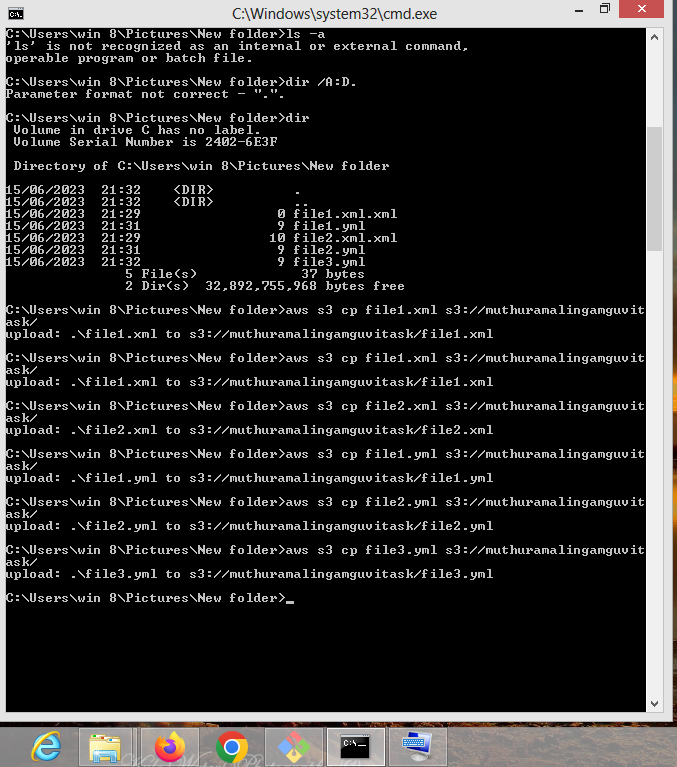 C:\Windows\system32\cmd.exe
C:\Users\win 8\Pictures\New folder>ls -a
'ls' is not recognized as an internal or external command,
operable program or batch file.
C:\Users\win 8\Pictures\New folder>dir /A:D.
Parameter format not correct - ".".
C:\Users\win 8\Pictures\New folder>dir
Volume in drive C has no label.
Volume Serial Number is 2402-6E3F
Directory of C:\Users\win 8\Pictures\New folder
15/06/2023 21:32 <DIR> .
15/06/2023 21:32 <DIR> ..
15/06/2023 21:29 0 file1.xml.xml
15/06/2023 21:31 9 file1.yml
15/06/2023 21:29 10 file2.xml.xml
15/06/2023 21:31 9 file2.yml
15/06/2023 21:32 9 file3.yml
5 File(s) 37 bytes
2 Dir(s) 32,892,755,968 bytes free
C:\Users\win 8\Pictures\New folder>aws s3 cp file1.xml s3://muthuramalingamguvit
ask/
upload: .\file1.xml to s3://muthuramalingamguvitask/file1.xml
C:\Users\win 8\Pictures\New folder>aws s3 cp file1.xml s3://muthuramalingamguvit
ask/
upload: .\file1.xml to s3://muthuramalingamguvitask/file1.xml
C:\Users\win 8\Pictures\New folder>aws s3 cp file2.xml s3://muthuramalingamguvit
ask/
upload: .\file2.xml to s3://muthuramalingamguvitask/file2.xml
C:\Users\win 8\Pictures\New folder>aws s3 cp file1.yml s3://muthuramalingamguvit
ask/
upload: .\file1.yml to s3://muthuramalingamguvitask/file1.yml
C:\Users\win 8\Pictures\New folder>aws s3 cp file2.yml s3://muthuramalingamguvit
ask/
upload: .\file2.yml to s3://muthuramalingamguvitask/file2.yml
C:\Users\win 8\Pictures\New folder>aws s3 cp file3.yml s3://muthuramalingamguvit
ask/
upload: .\file3.yml to s3://muthuramalingamguvitask/file3.yml
C:\Users\win 8\Pictures\New folder>_